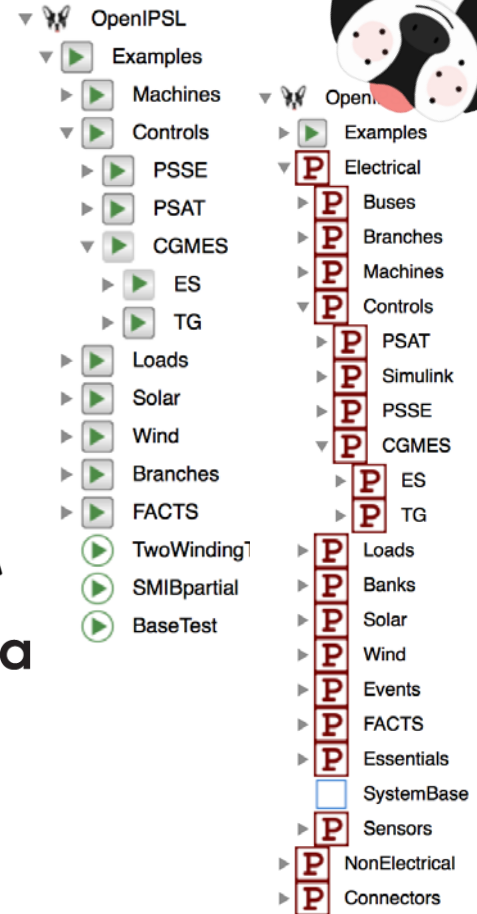 OpenIPSL
Examples
Machines
Controls
PSSE
PSAT
CGMES
ES
TG
Loads
Solar
Wind
Branches
FACTS
SMIBpartial
BaseTest
a
Examples
P Electrical
P Buses
P Branches
P Machines
P Controls
P PSAT
P Simulink
P PSSE
P CGMES
P ES
P TG
P Loads
P Banks
P Solar
P Wind
P Events
P FACTS
P Essentials
SystemBase
P Sensors
P NonElectrical
P Connectors